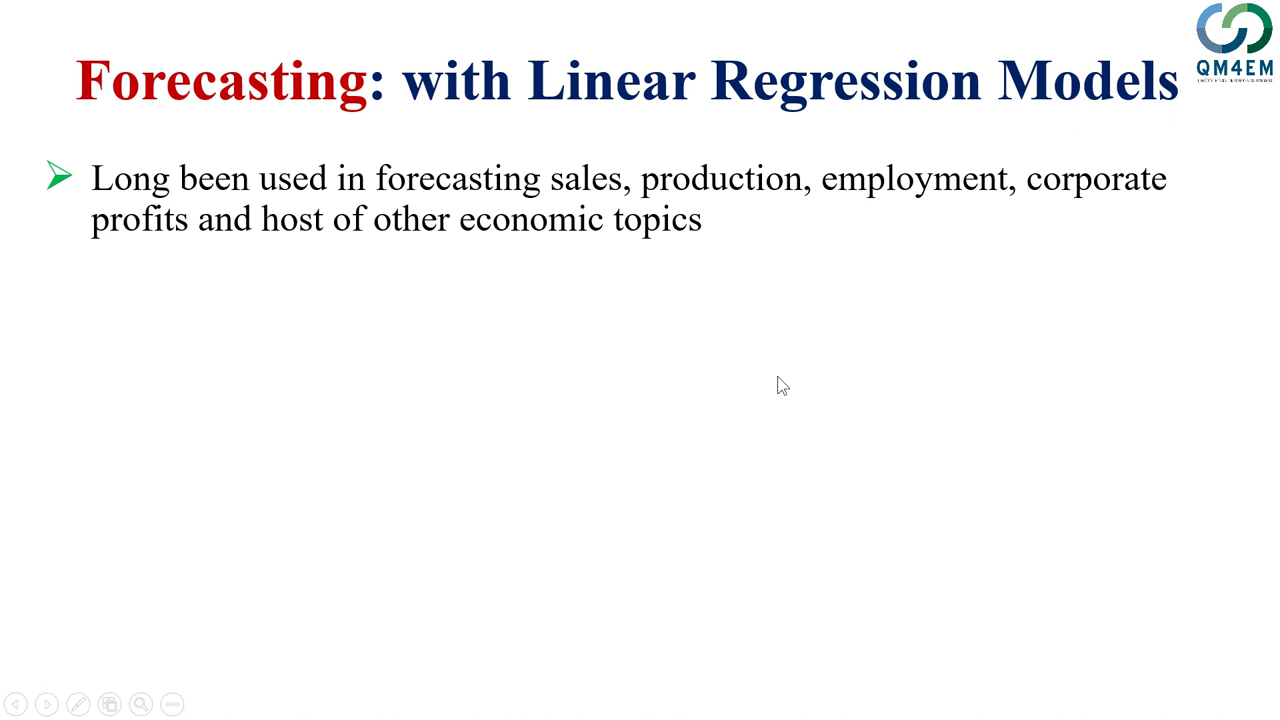 QM4EM
Forecasting: with Linear Regression Models
Long been used in forecasting sales, production, employment, corporate
profits and host of other economic topics